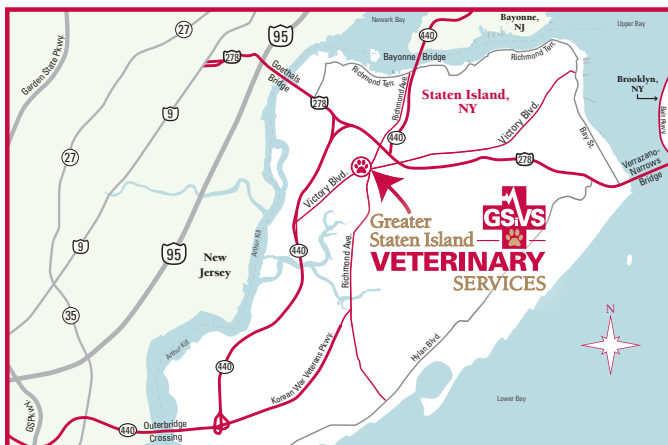 Newark Bay
Bayonne,
NJ
Upper Bay
27
95
440
Garden State Pkwy.
278
Bayonne Bridge
Richmond Terr.
Goethals
Bridge
Richmond Terr.
Richmond Ave
Brooklyn,
NY
278
Staten Island,
NY
Belt Pkwy.
9
440
Victory Blvd.
Bay St.
27
278
Verrazano-
Narrows
Bridge
Victory Blvd.
Greater
Staten Island
VETERINARY
SERVICES
GSVS
9
95
New
Jersey
Arthur Kill
440
Richmond Ave
35
N
Arthur Kill
440
Korean War Veterans Pkwy.
Hylan Blvd.
Lower Bay
GSPkwy.
440
Outerbridge
Crossing